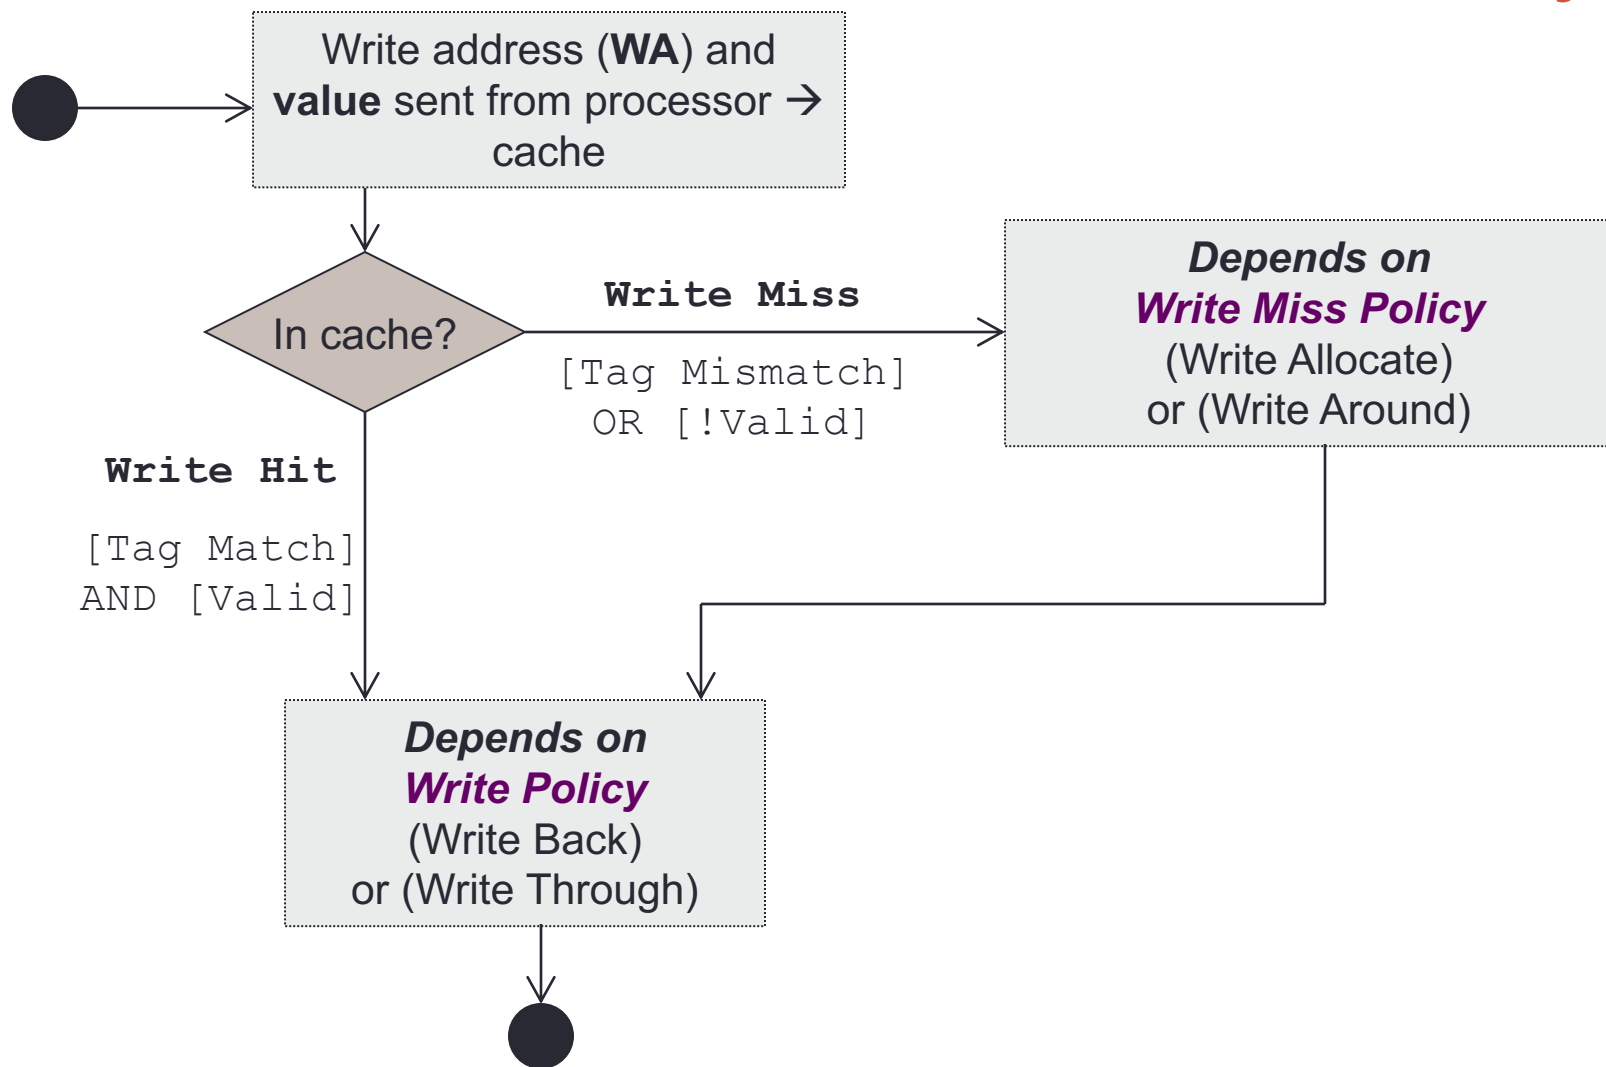 Write address (WA) and
value sent from processor →
cache
In cache?
Write Miss
[Tag Mismatch]
OR [!Valid]
Depends on
Write Miss Policy
(Write Allocate)
or (Write Around)
Write Hit
[Tag Match]
AND [Valid]
Depends on
Write Policy
(Write Back)
or (Write Through)